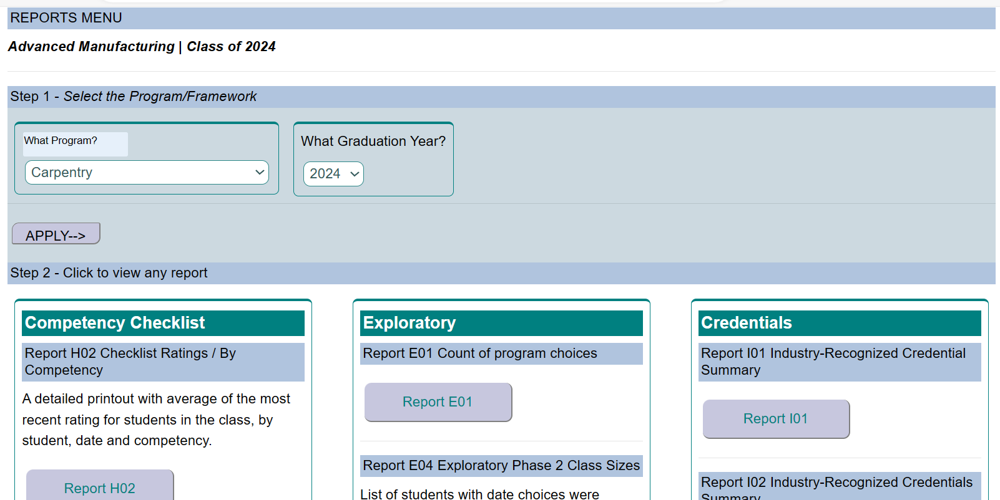 REPORTS MENU
Advanced Manufacturing | Class of 2024
Step 1 - Select the Program/Framework
What Program?
Carpentry
What Graduation Year?
2024
APPLY-->
Step 2 - Click to view any report
Competency Checklist
Report H02 Checklist Ratings / By
Competency
A detailed printout with average of the most
recent rating for students in the class, by
student, date and competency.
Report H02
Exploratory
Report E01 Count of program choices
Report E01
Report E04 Exploratory Phase 2 Class Sizes
List of students with date choices were
Credentials
Report I01 Industry-Recognized Credential
Summary
Report I01
Report I02 Industry-Recognized Credentials
Summary